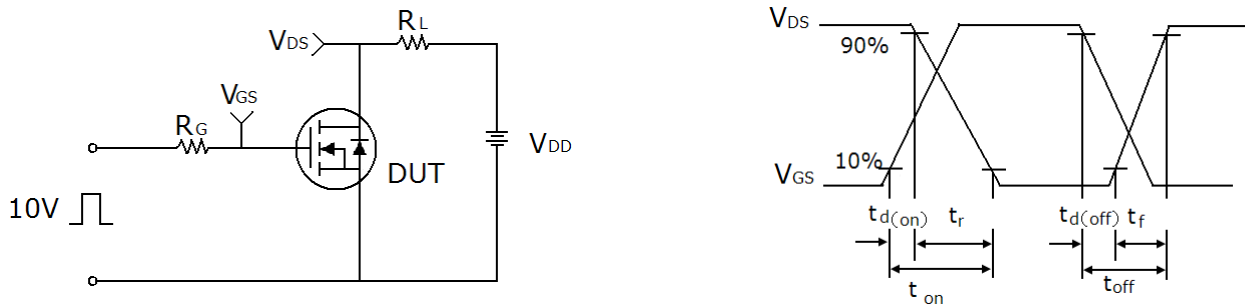 RL
VDS
VGS
RG
DUT
VDD
10V
VDS
90%
10%
VGS
td(on)
tr
td(off)
tf
ton
toff